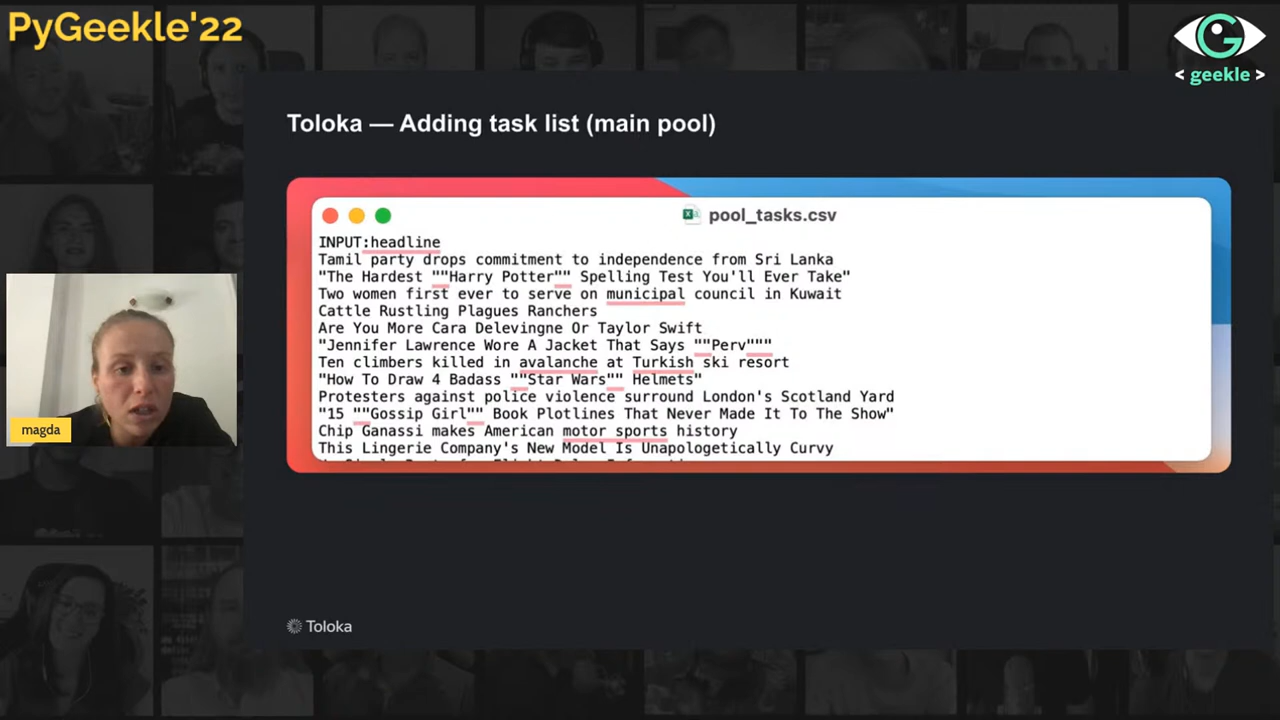 PyGeekle'22
G
< geekle >
Toloka — Adding task list (main pool)
pool_tasks.csv
INPUT:headline
Tamil party drops commitment to independence from Sri Lanka
"The Hardest ""Harry Potter"" Spelling Test You'll Ever Take"
Two women first ever to serve on municipal council in Kuwait
Cattle Rustling Plagues Ranchers
Are You More Cara Delevingne Or Taylor Swift
"Jennifer Lawrence Wore A Jacket That Says ""Perv"""
Ten climbers killed in avalanche at Turkish ski resort
"How To Draw 4 Badass ""Star Wars"" Helmets"
Protesters against police violence surround London's Scotland Yard
"15 ""Gossip Girl"" Book Plotlines That Never Made It To The Show"
Chip Ganassi makes American motor sports history
This Lingerie Company's New Model Is Unapologetically Curvy
magda
Toloka